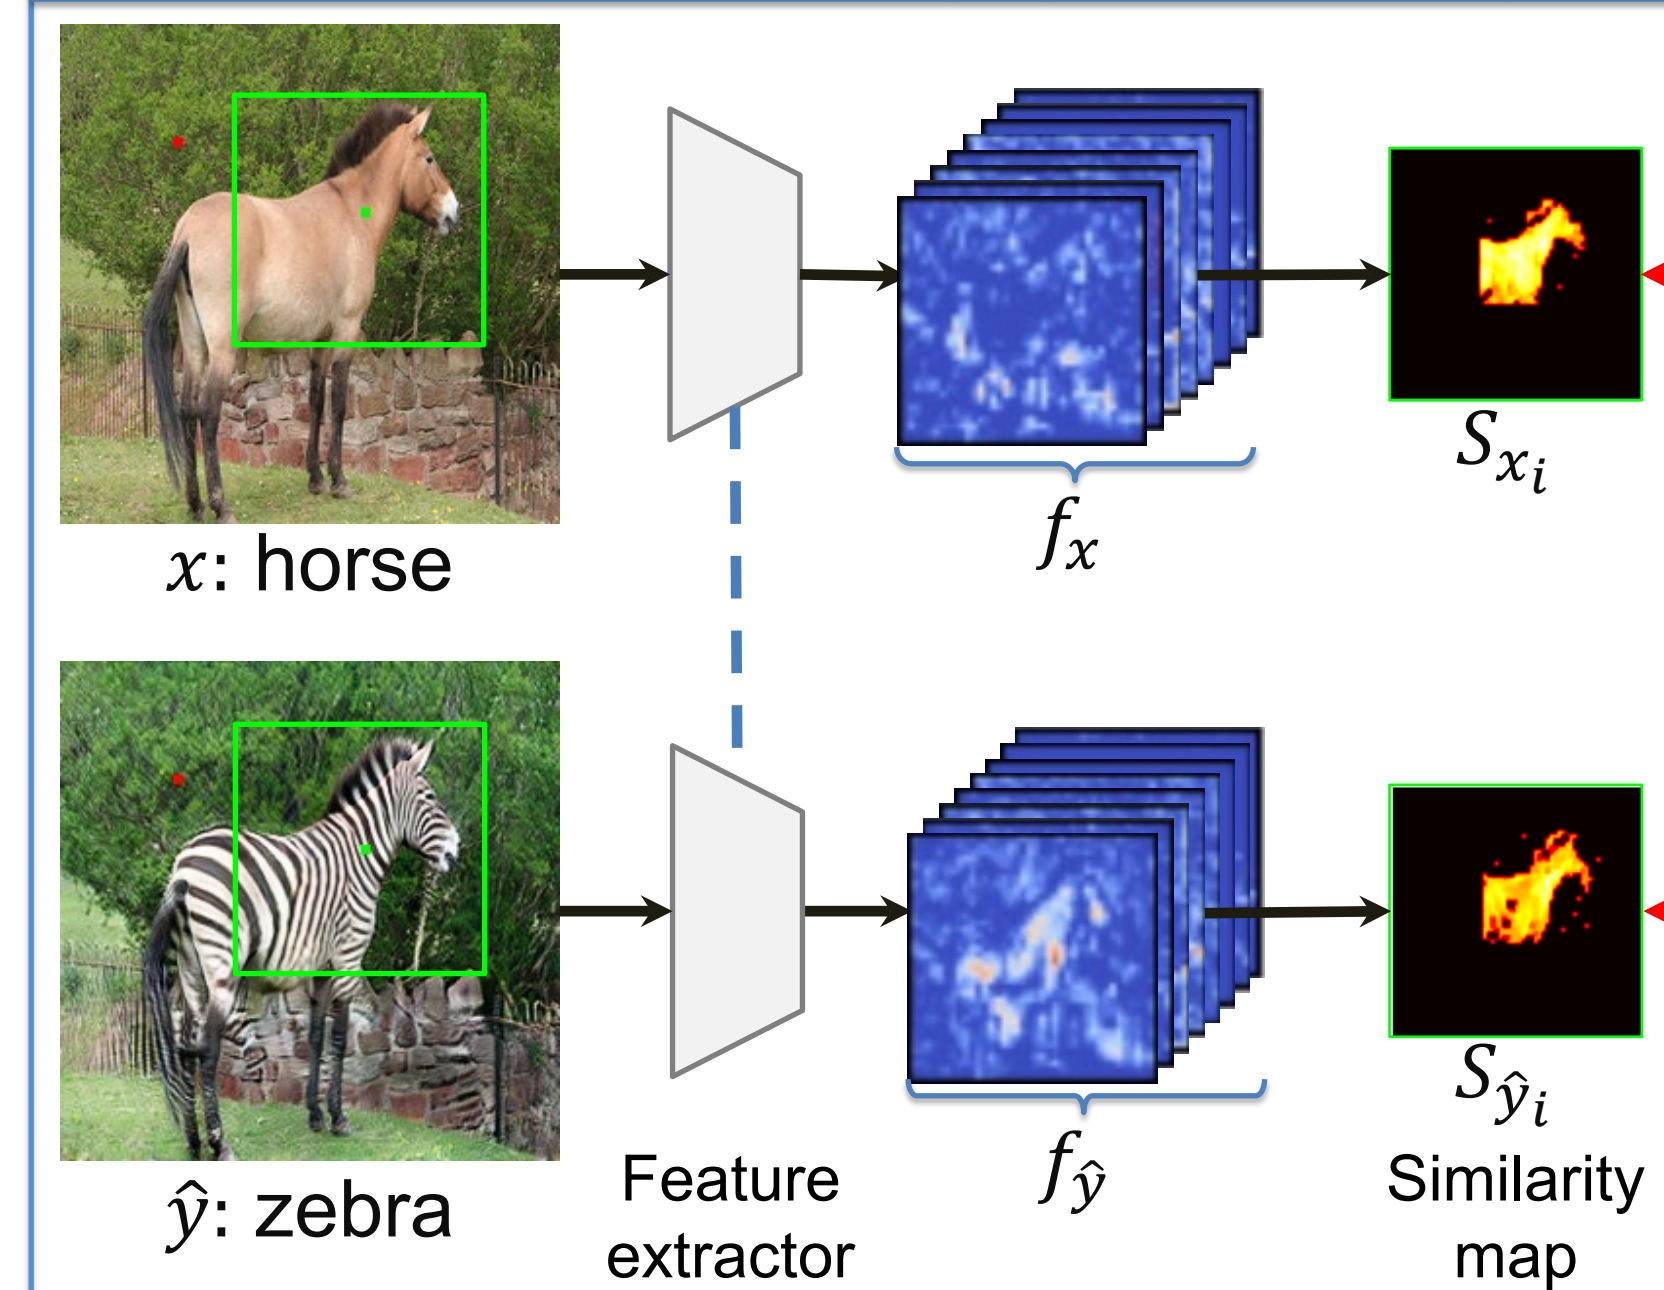 x: horse
f_x
S_{x_i}
ŷ: zebra
Feature
extractor
f_ŷ
S_{ŷ_i}
Similarity
map